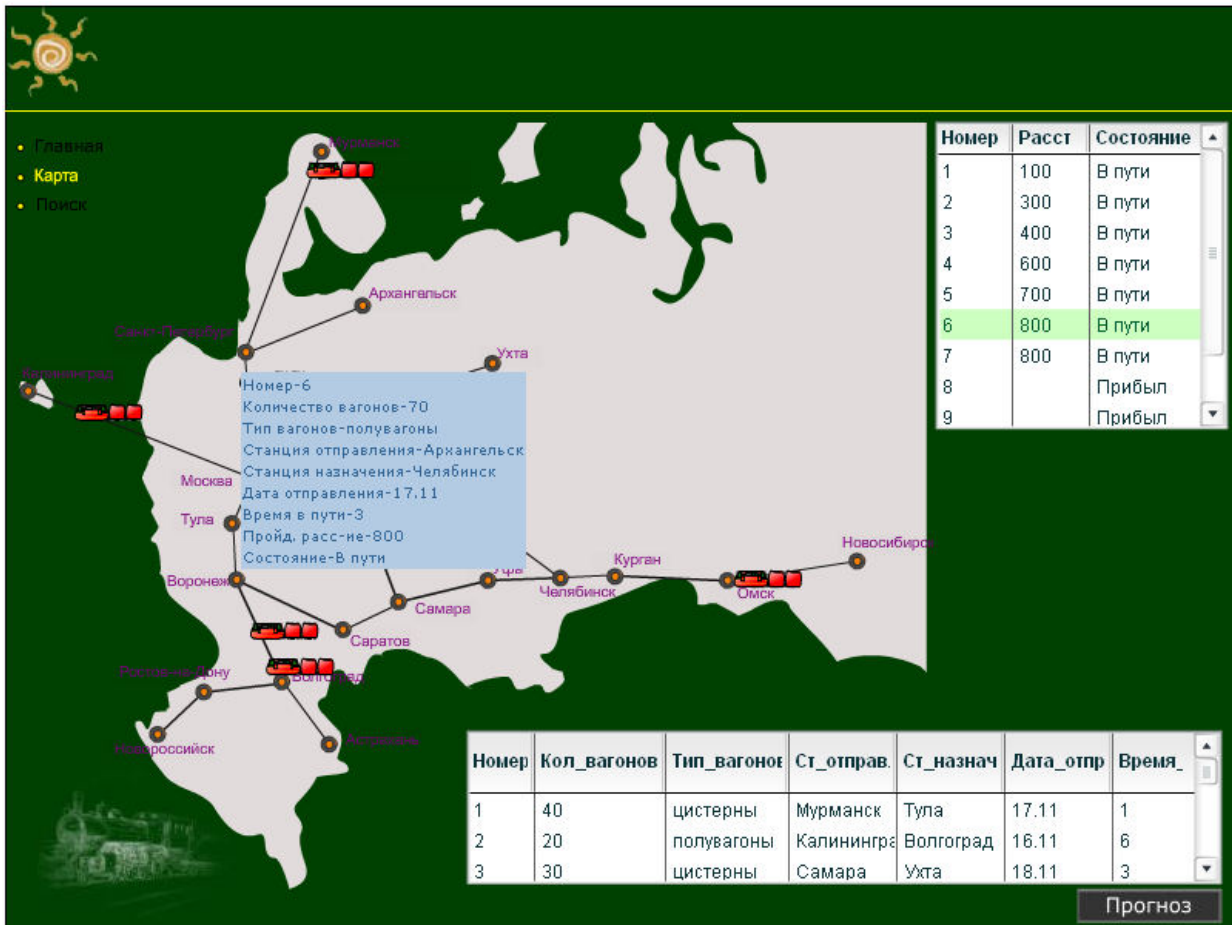 Главная
Карта
Поиск
Мурманск
Архангельск
Санкт-Петербург
Ухта
Калининград
Номер-6
Количество вагонов-70
Тип вагонов-полувагоны
Станция отправления-Архангельск
Станция назначения-Челябинск
Дата отправления-17.11
Время в пути-3
Пройд. расс-ие-800
Состояние-В пути
Москва
Тула
Воронеж
Уфа
Челябинск
Курган
Омск
Новосибирск
Самара
Саратов
Волгоград
Ростов-на-Дону
Новороссийск
Астрахань
Номер Расст Состояние
1 100 В пути
2 300 В пути
3 400 В пути
4 600 В пути
5 700 В пути
6 800 В пути
7 800 В пути
8 Прибыл
9 Прибыл
Номер Кол_вагонов Тип_вагонов Ст_отправ. Ст_назнач Дата_отпр Время_
1 40 цистерны Мурманск Тула 17.11 1
2 20 полувагоны Калинингра Волгоград 16.11 6
3 30 цистерны Самара Ухта 18.11 3
Прогноз